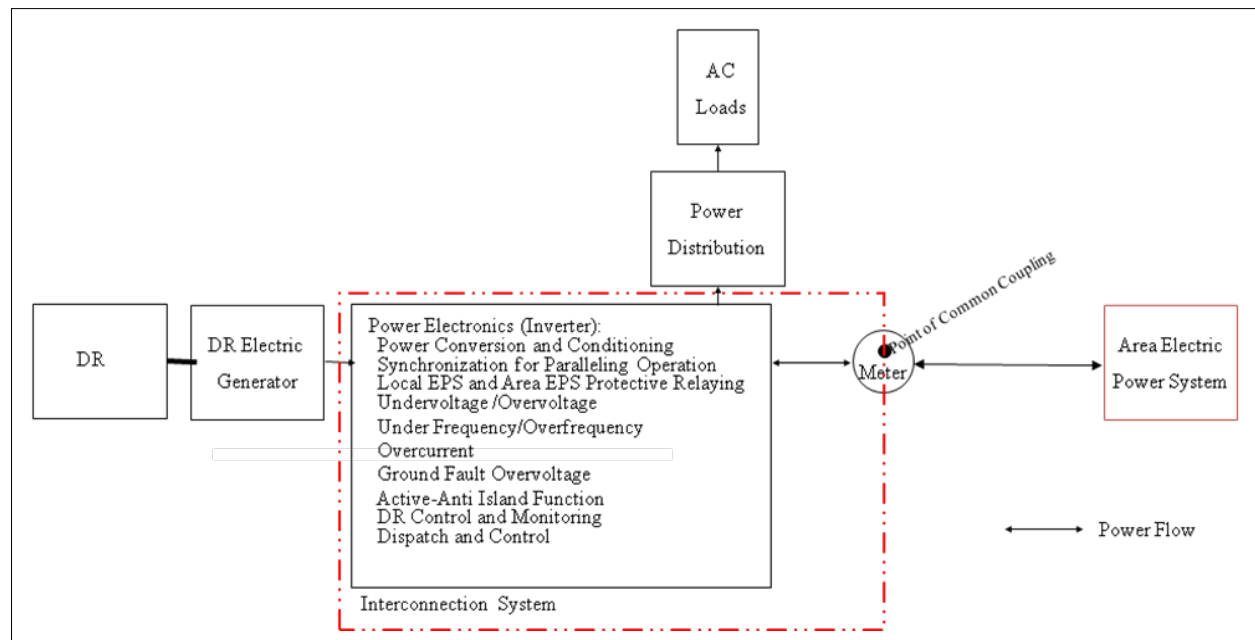 AC
Loads
Power
Distribution
Point of Common Coupling
DR
DR Electric
Generator
Power Electronics (Inverter):
Power Conversion and Conditioning
Synchronization for Paralleling Operation
Local EPS and Area EPS Protective Relaying
Undervoltage/Overvoltage
Under Frequency/Overfrequency
Overcurrent
Ground Fault Overvoltage
Active-Anti Island Function
DR Control and Monitoring
Dispatch and Control
Meter
Area Electric
Power System
Power Flow
Interconnection System